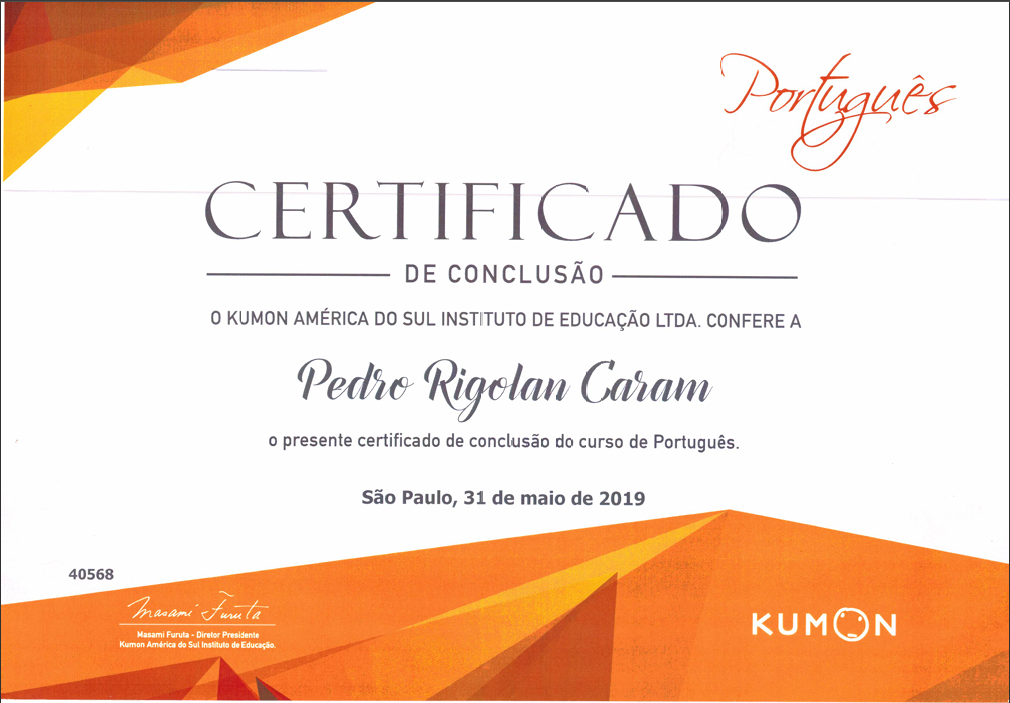 Português
CERTIFICADO
DE CONCLUSÃO
O KUMON AMÉRICA DO SUL INSTITUTO DE EDUCAÇÃO LTDA. CONFERE A
Pedro Rigolan Caram
o presente certificado de conclusão do curso de Português.
São Paulo, 31 de maio de 2019
40568
Masami Furuta
Masami Furuta - Diretor Presidente
Kumon América do Sul Instituto de Educação.
KUMON